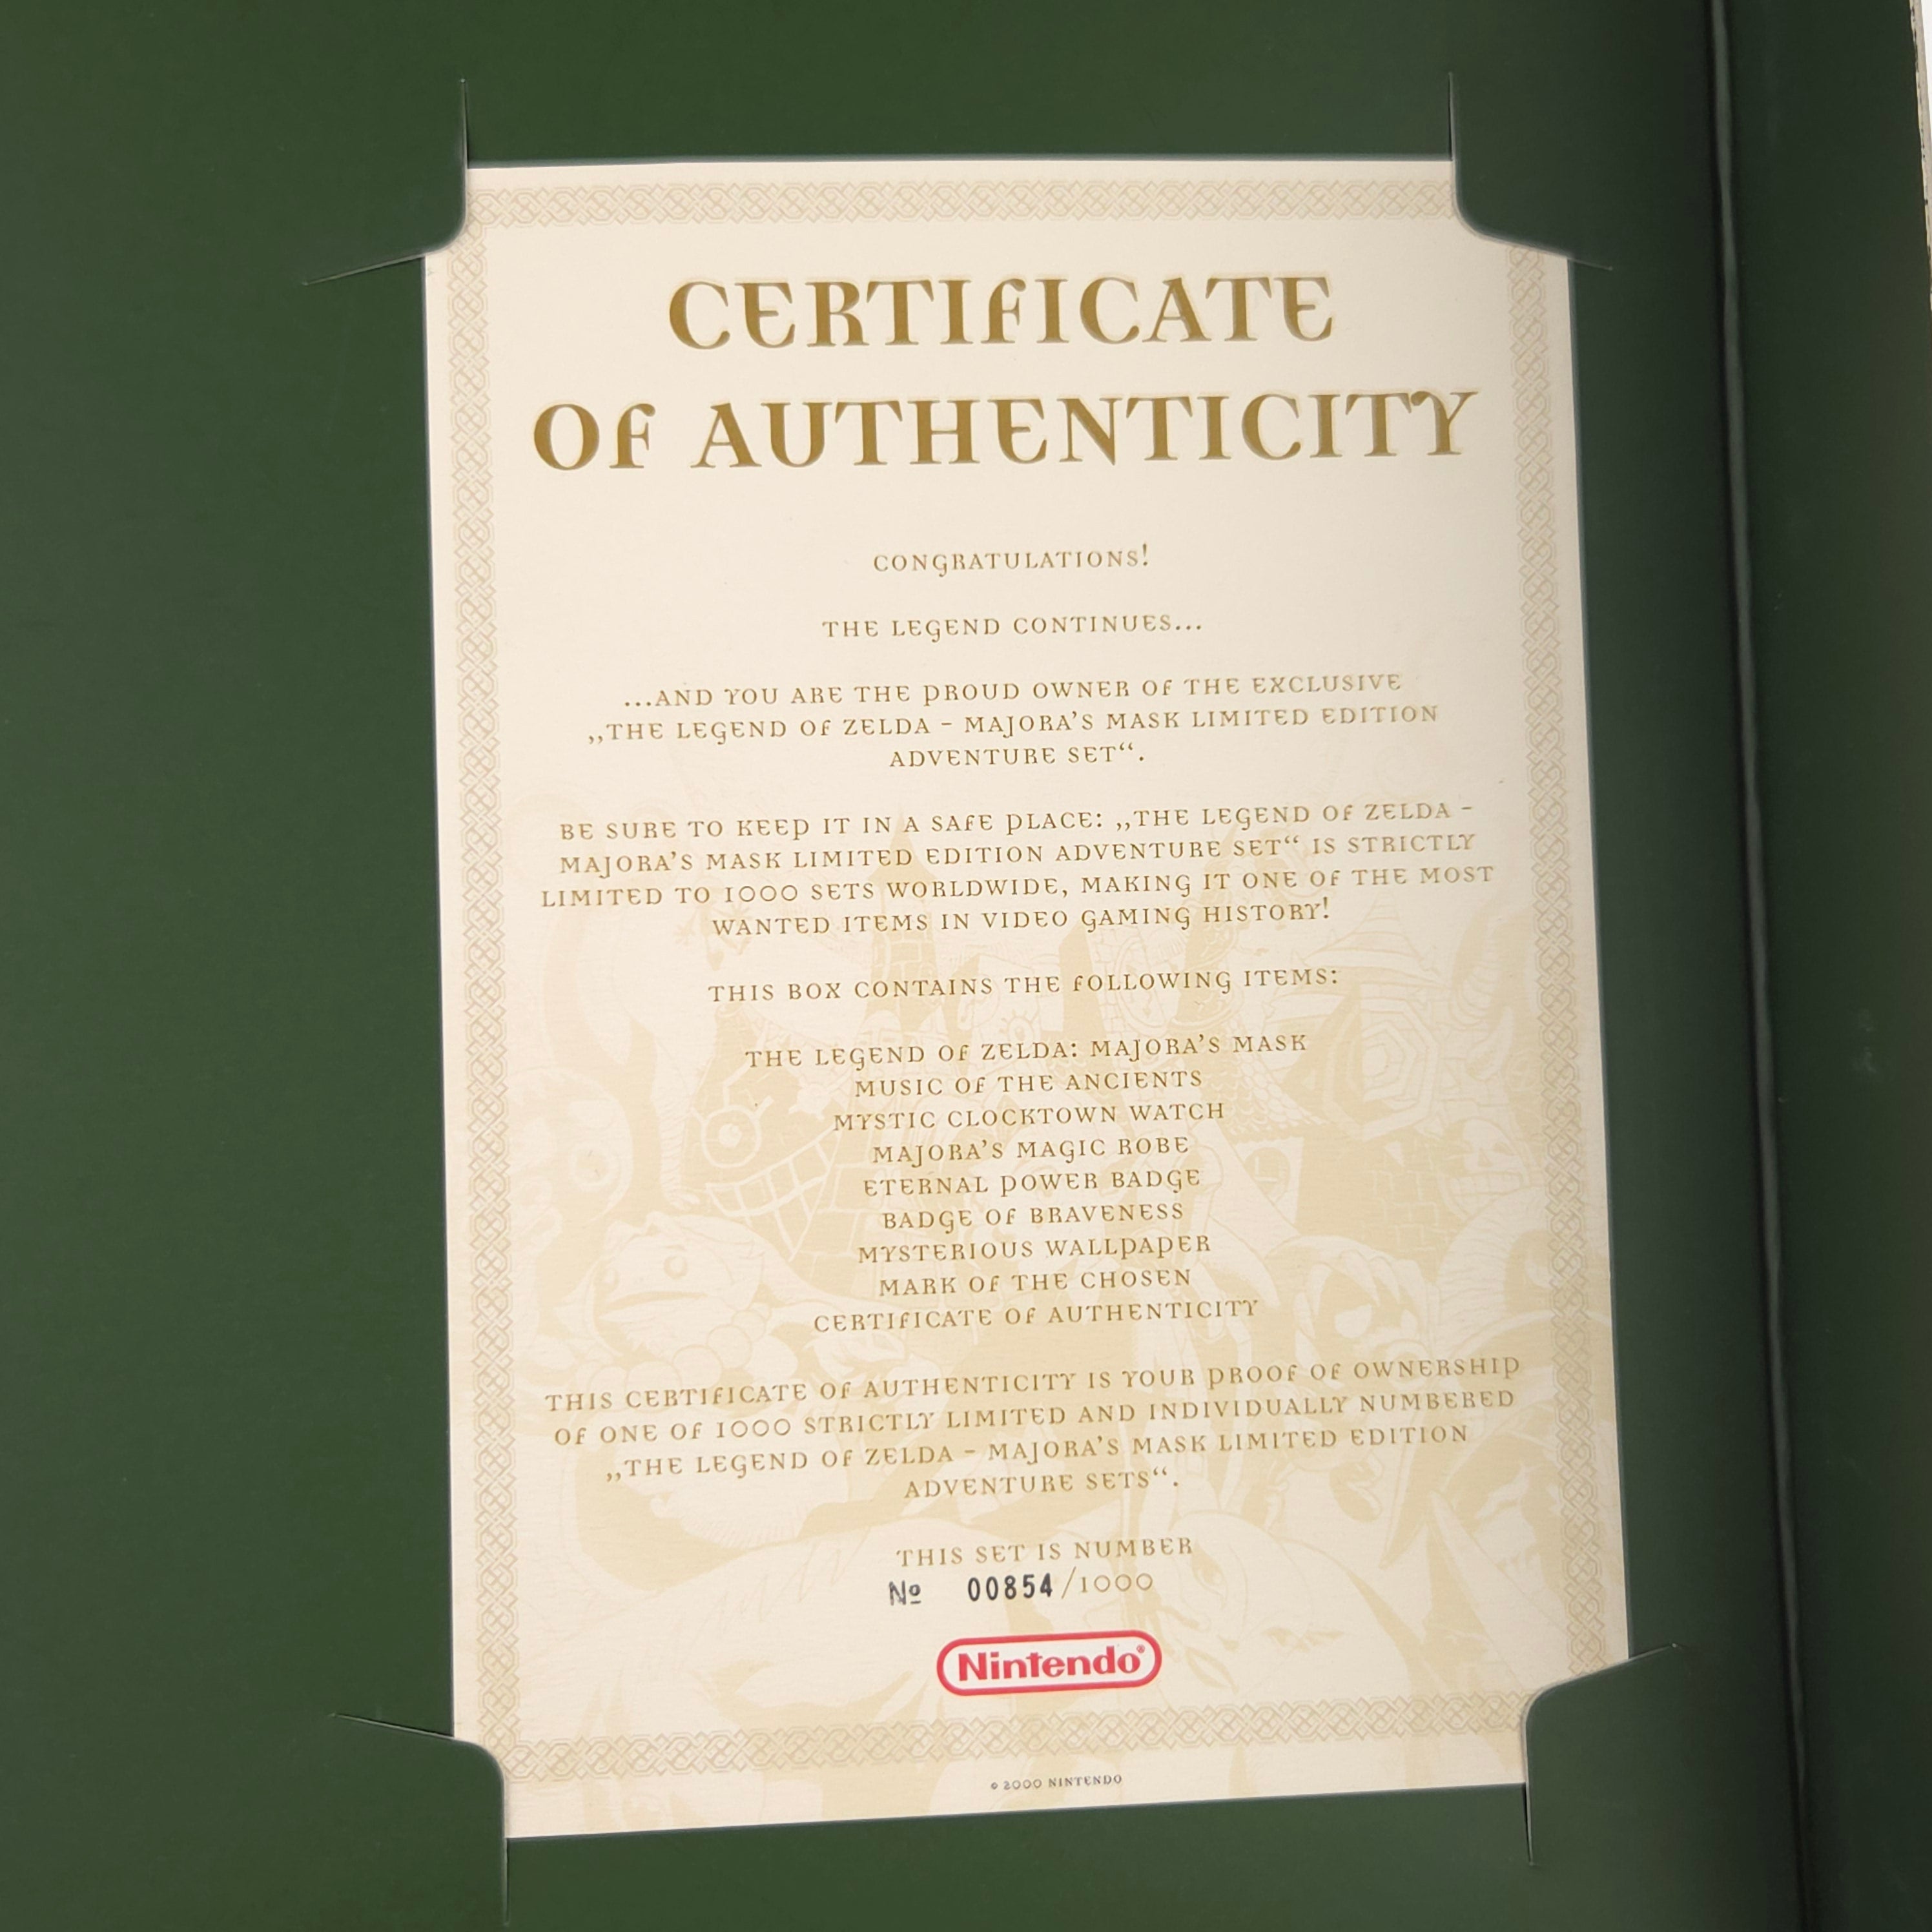 CERTIFICATE
OF AUTHENTICITY
CONGRATULATIONS!
THE LEGEND CONTINUES...
...AND YOU ARE THE PROUD OWNER OF THE EXCLUSIVE
„THE LEGEND OF ZELDA - MAJORA'S MASK LIMITED EDITION
ADVENTURE SET“.
BE SURE TO KEEP IT IN A SAFE PLACE: „THE LEGEND OF ZELDA -
MAJORA'S MASK LIMITED EDITION ADVENTURE SET“ IS STRICTLY
LIMITED TO 1000 SETS WORLDWIDE, MAKING IT ONE OF THE MOST
WANTED ITEMS IN VIDEO GAMING HISTORY!
THIS BOX CONTAINS THE FOLLOWING ITEMS:
THE LEGEND OF ZELDA: MAJORA'S MASK
MUSIC OF THE ANCIENTS
MYSTIC CLOCKTOWN WATCH
MAJORA'S MAGIC ROBE
ETERNAL POWER BADGE
BADGE OF BRAVENESS
MYSTERIOUS WALLPAPER
MARK OF THE CHOSEN
CERTIFICATE OF AUTHENTICITY
THIS CERTIFICATE OF AUTHENTICITY IS YOUR PROOF OF OWNERSHIP
OF ONE OF 1000 STRICTLY LIMITED AND INDIVIDUALLY NUMBERED
„THE LEGEND OF ZELDA - MAJORA'S MASK LIMITED EDITION
ADVENTURE SETS“.
THIS SET IS NUMBER
Nº 00854/1000
Nintendo®
© 2000 NINTENDO